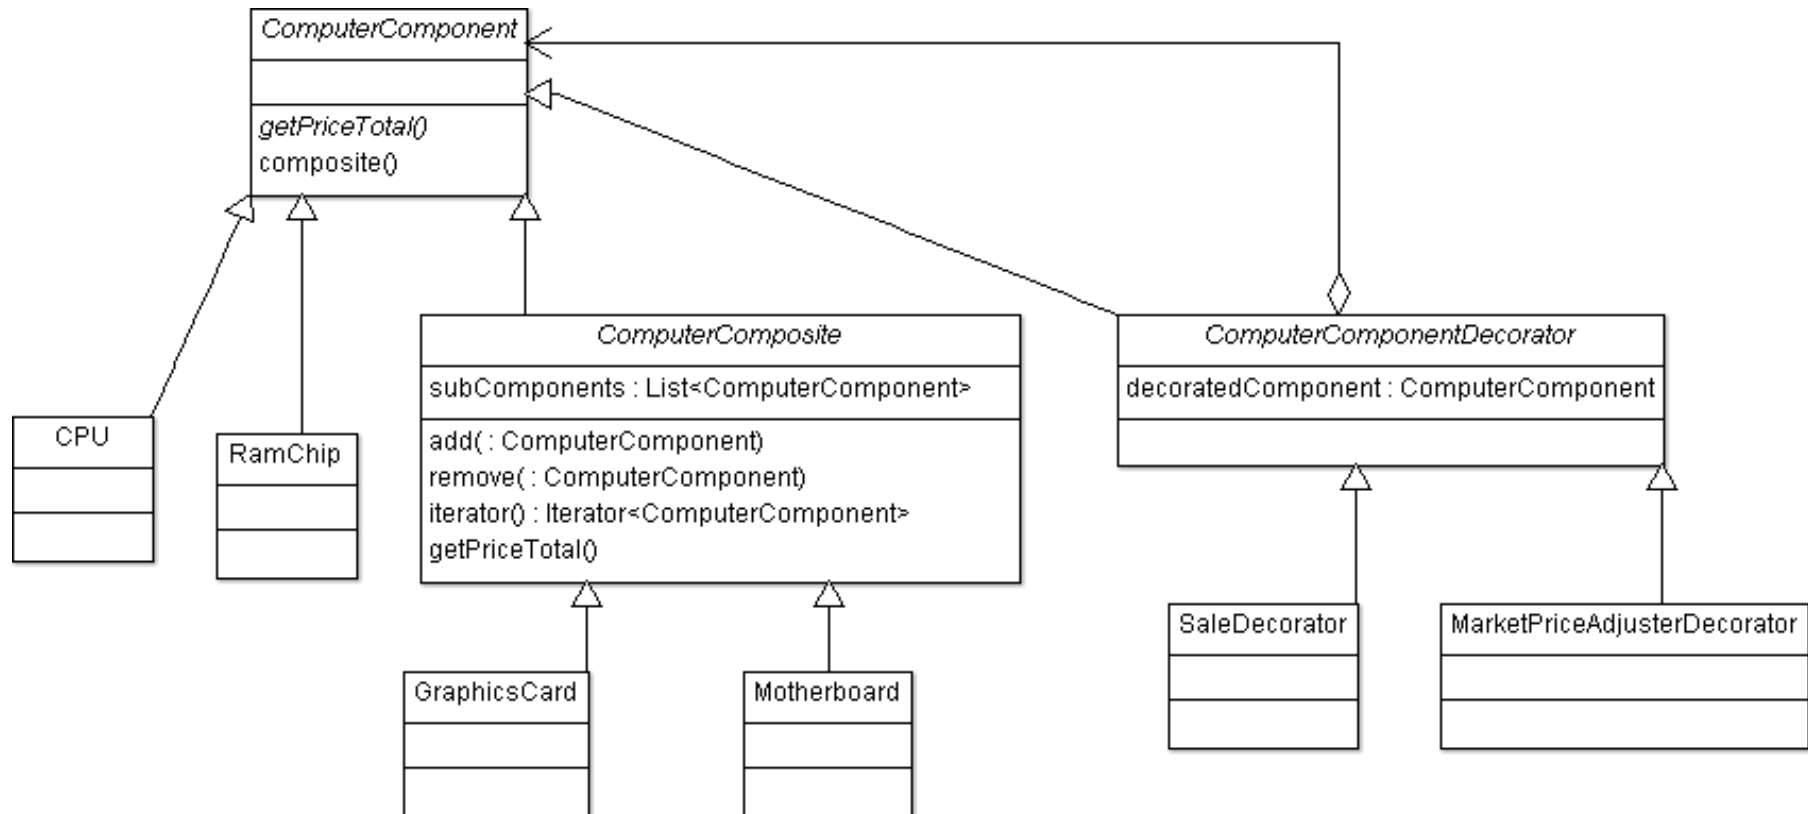 ComputerComponent
getPriceTotal()
composite()
ComputerComposite
subComponents : List<ComputerComponent>
add( : ComputerComponent)
remove( : ComputerComponent)
iterator() : Iterator<ComputerComponent>
getPriceTotal()
ComputerComponentDecorator
decoratedComponent : ComputerComponent
CPU
RamChip
SaleDecorator
MarketPriceAdjusterDecorator
GraphicsCard
Motherboard